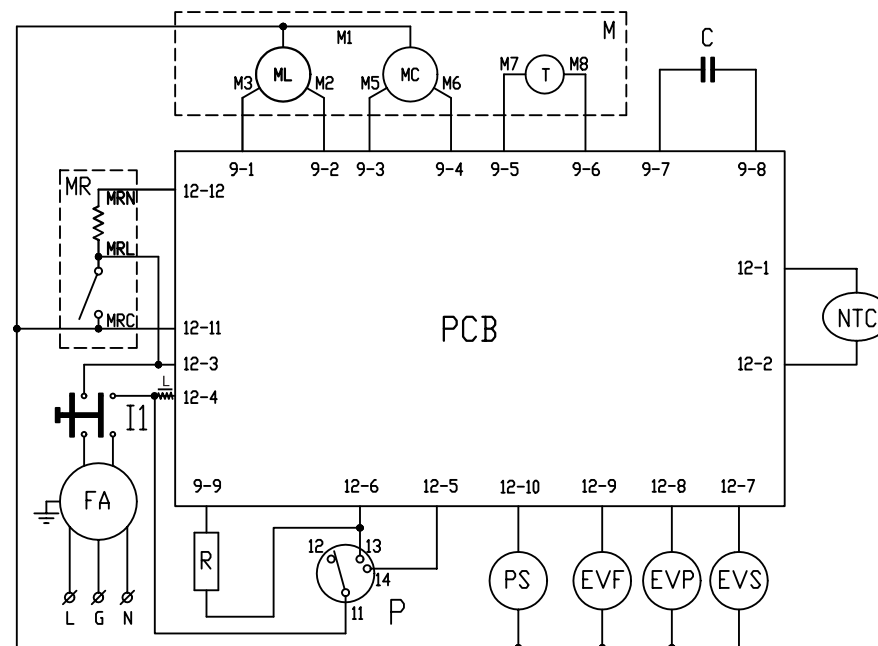 M
C
M1
ML
MC
M7
T
M8
M3
M2
M5
M6
9-1
9-2
9-3
9-4
9-5
9-6
9-7
9-8
MR
MRN
12-12
MRL
12-1
NTC
MRC
12-11
PCB
12-3
12-2
L
12-4
I1
FA
9-9
12-6
12-5
12-10
12-9
12-8
12-7
12
13
R
14
PS
EVF
EVP
EVS
11
P
L
G
N